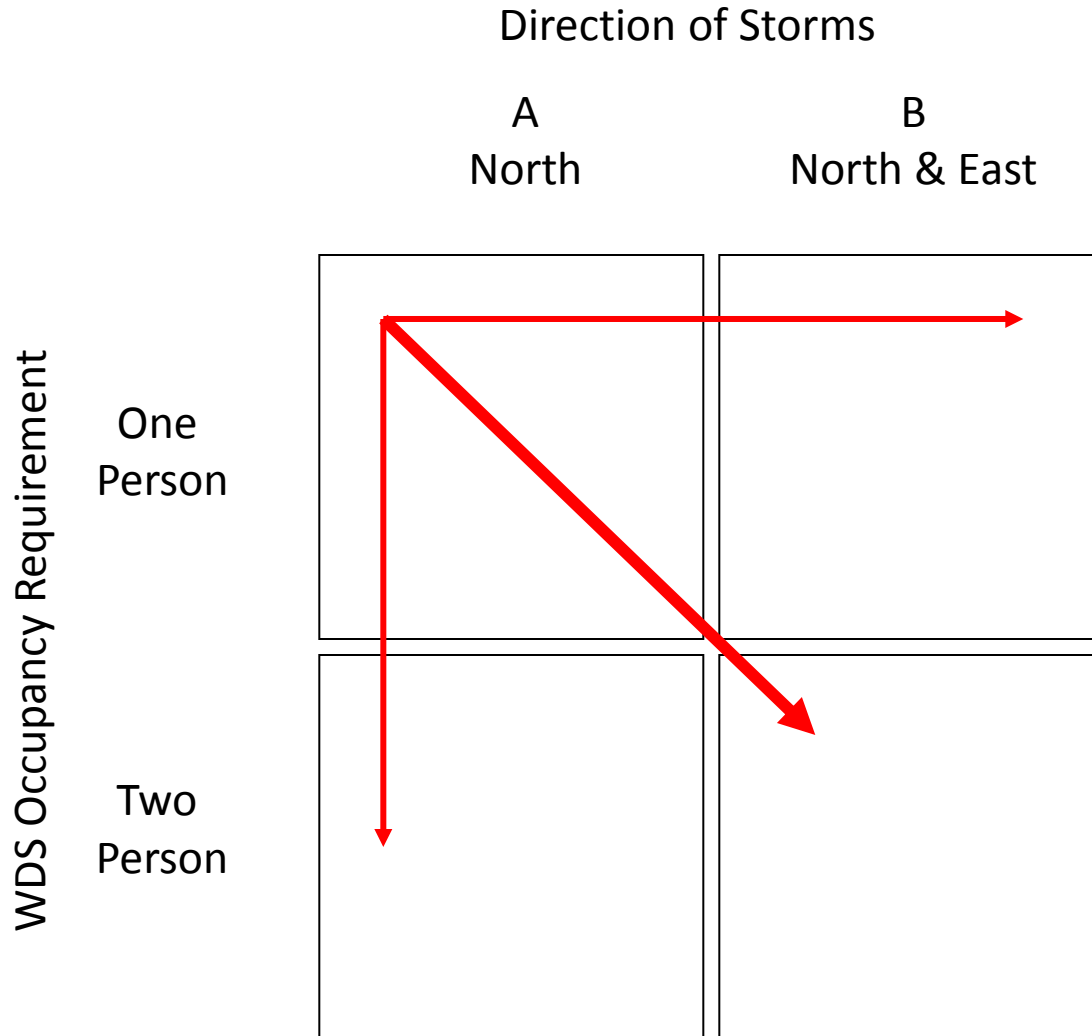 Direction of Storms
A
B
North
North & East
WDS Occupancy Requirement
One
Person
Two
Person